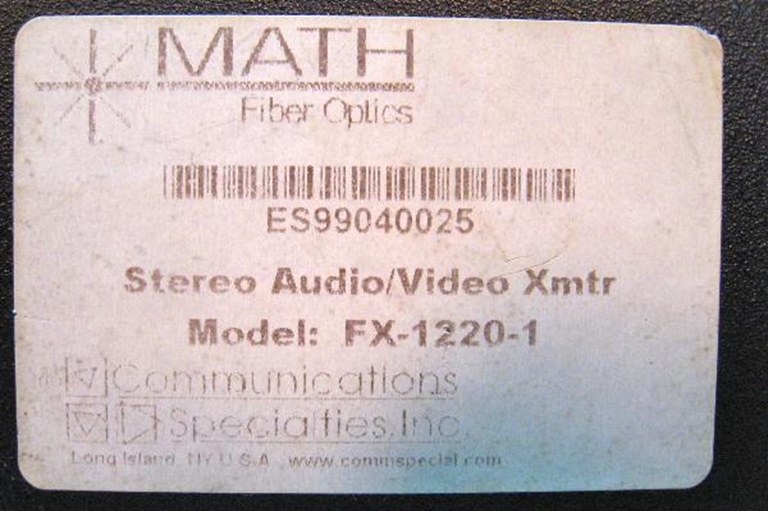 MATH
Fiber Optics
ES99040025
Stereo Audio/Video Xmtr
Model: FX-1220-1
Communications
Specialties, Inc.
Long Island NY U.S.A. www.commspecial.com